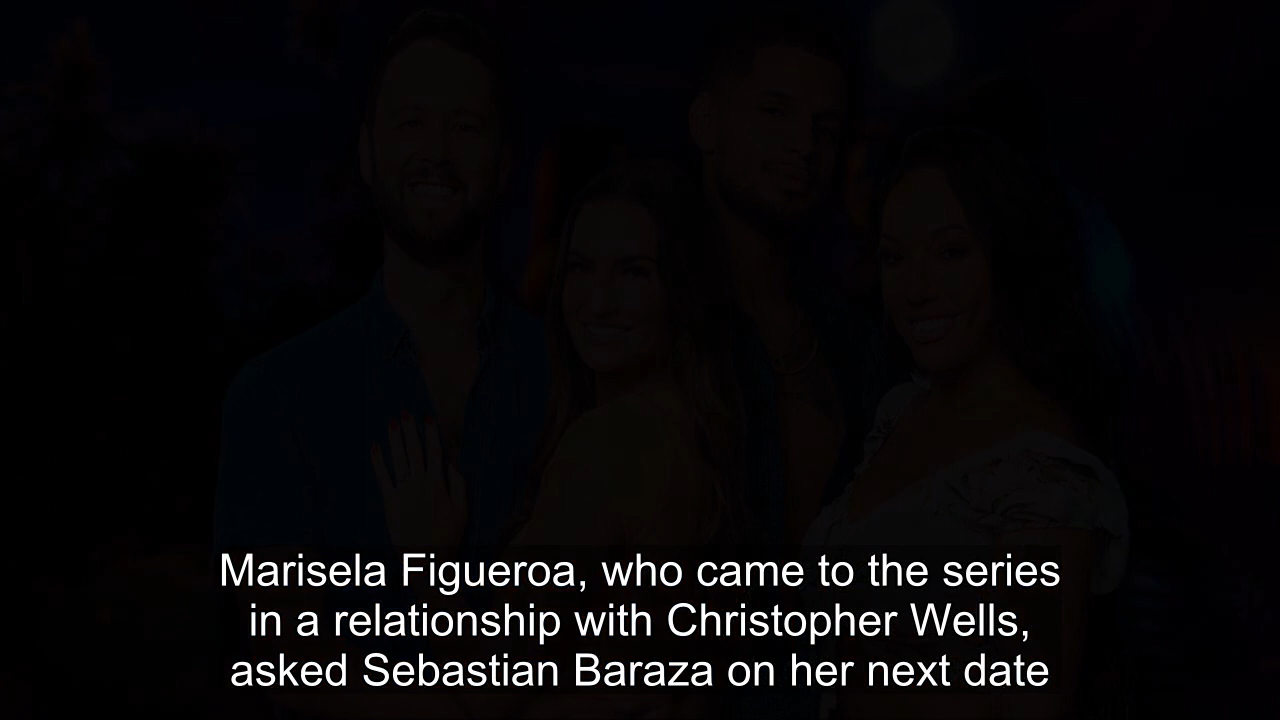 Marisela Figueroa, who came to the series
in a relationship with Christopher Wells,
asked Sebastian Baraza on her next date